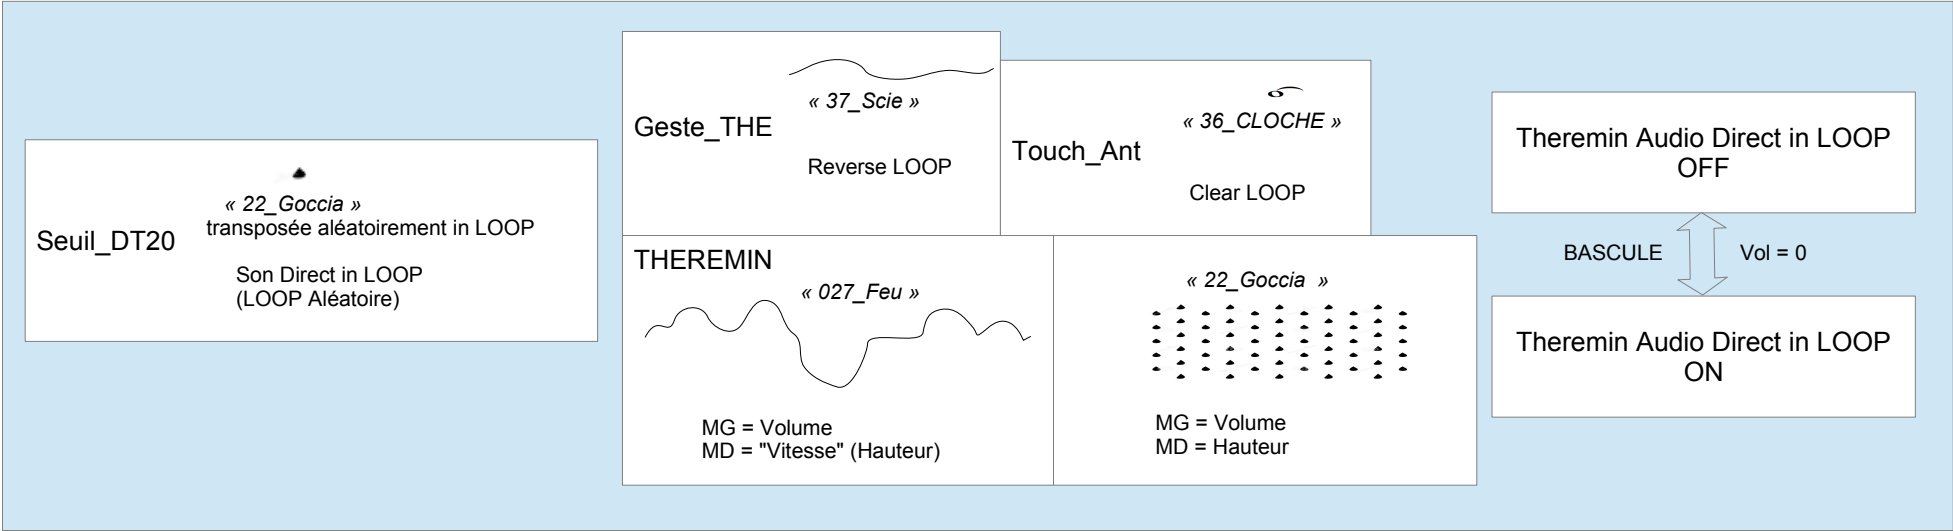 Seuil_DT20
« 22_Goccia »
transposée aléatoirement in LOOP
Son Direct in LOOP
(LOOP Aléatoire)
Geste_THE
« 37_Scie »
Reverse LOOP
Touch_Ant
« 36_CLOCHE »
Clear LOOP
THEREMIN
« 027_Feu »
MG = Volume
MD = "Vitesse" (Hauteur)
« 22_Goccia »
MG = Volume
MD = Hauteur
Theremin Audio Direct in LOOP
OFF
BASCULE
Vol = 0
Theremin Audio Direct in LOOP
ON